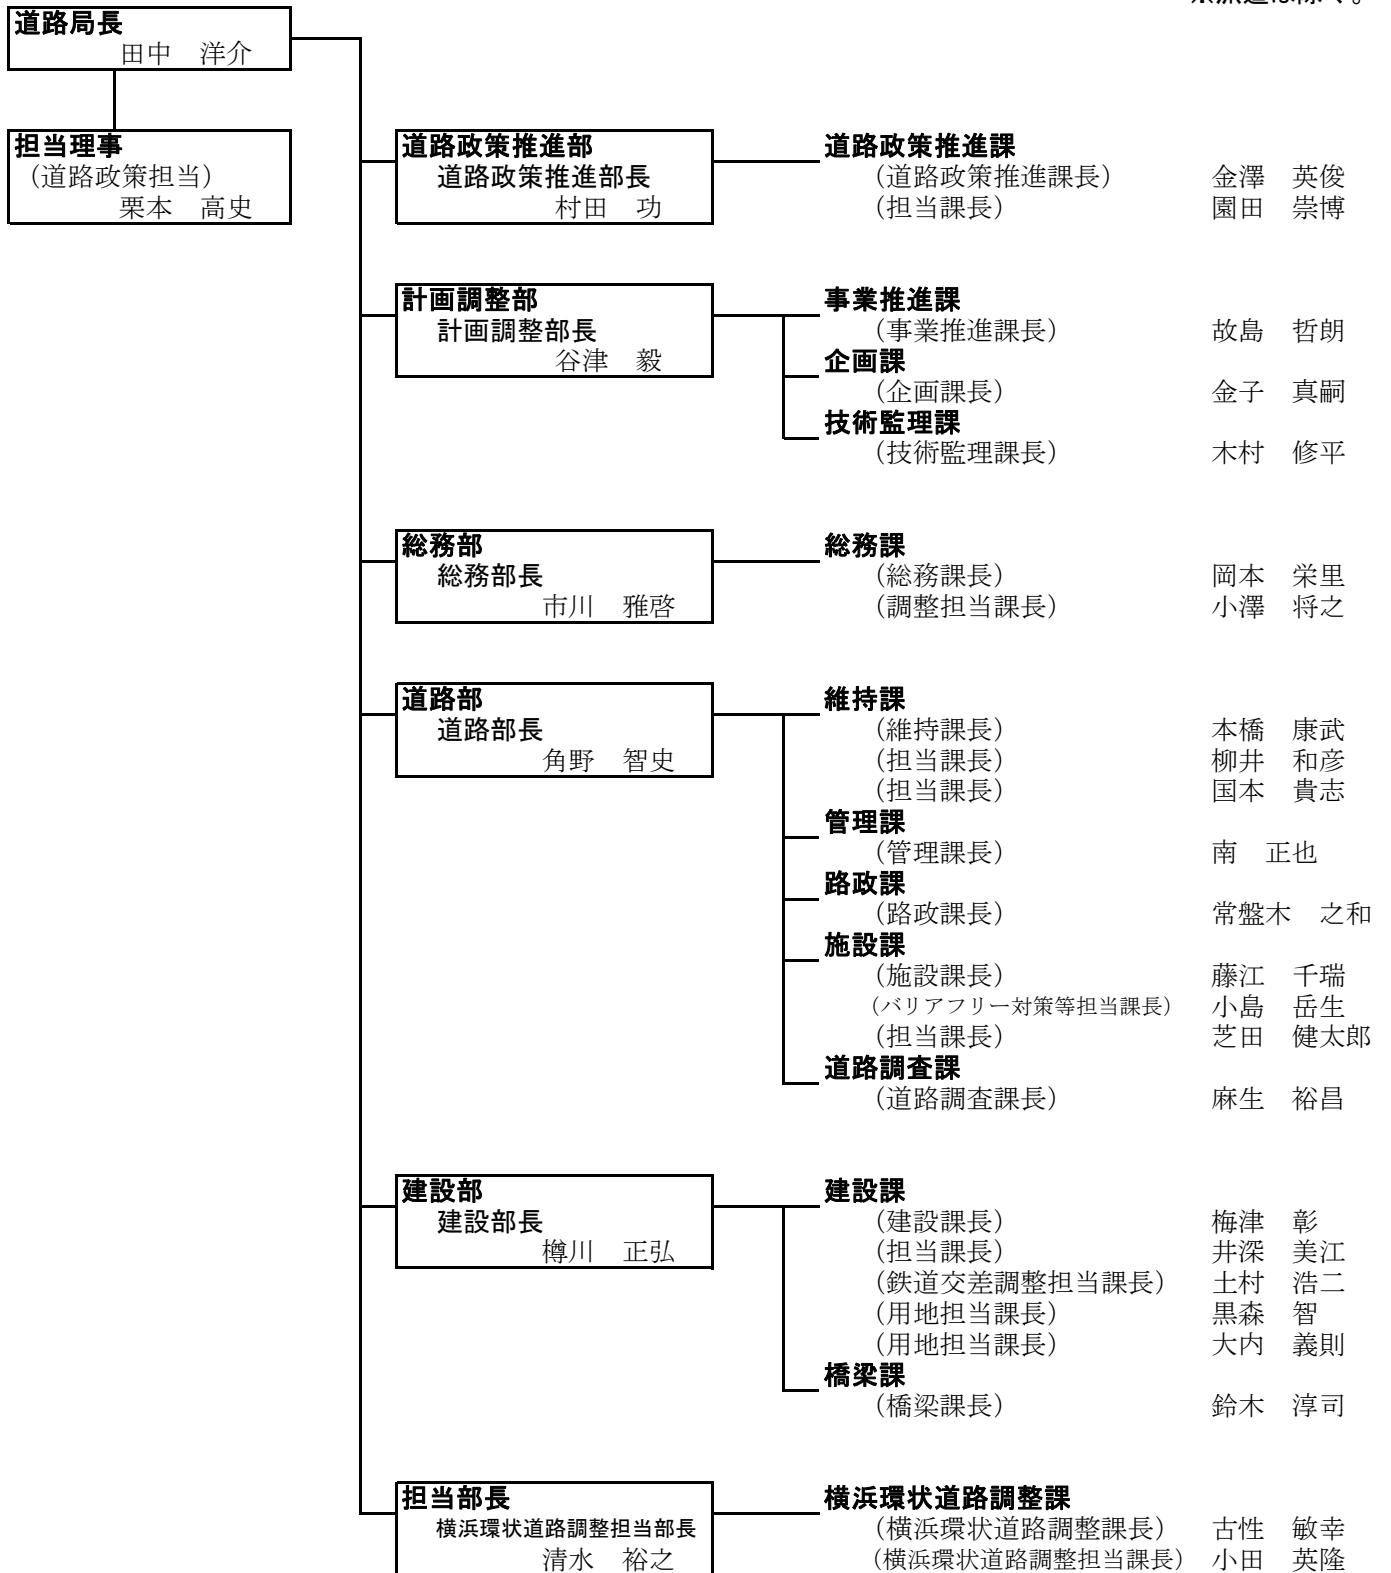 道路局長
田中　洋介
担当理事
（道路政策担当）
栗本　高史
道路政策推進部
道路政策推進部長
村田　功
道路政策推進課
（道路政策推進課長）　金澤　英俊
（担当課長）　園田　崇博
計画調整部
計画調整部長
谷津　毅
事業推進課
（事業推進課長）　故島　哲朗
企画課
（企画課長）　金子　真嗣
技術監理課
（技術監理課長）　木村　修平
総務部
総務部長
市川　雅啓
総務課
（総務課長）　岡本　栄里
（調整担当課長）　小澤　将之
道路部
道路部長
角野　智史
維持課
（維持課長）　本橋　康武
（担当課長）　柳井　和彦
（担当課長）　国本　貴志
管理課
（管理課長）　南　正也
路政課
（路政課長）　常盤木　之和
施設課
（施設課長）　藤江　千瑞
（バリアフリー対策等担当課長）　小島　岳生
（担当課長）　芝田　健太郎
道路調査課
（道路調査課長）　麻生　裕昌
建設部
建設部長
樽川　正弘
建設課
（建設課長）　梅津　彰
（担当課長）　井深　美江
（鉄道交差調整担当課長）　土村　浩二
（用地担当課長）　黒森　智
（用地担当課長）　大内　義則
橋梁課
（橋梁課長）　鈴木　淳司
担当部長
横浜環状道路調整担当部長
清水　裕之
横浜環状道路調整課
（横浜環状道路調整課長）　古性　敏幸
（横浜環状道路調整担当課長）　小田　英隆